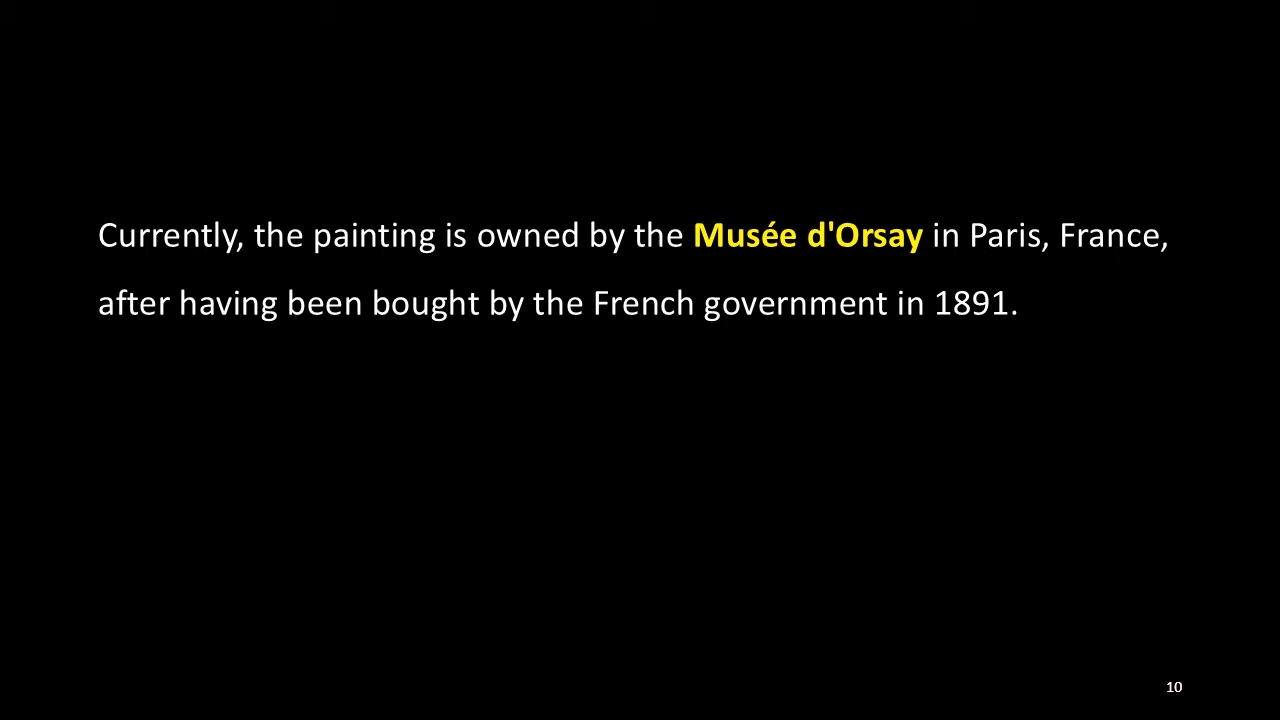 Currently, the painting is owned by the Musée d'Orsay in Paris, France,
after having been bought by the French government in 1891.
10